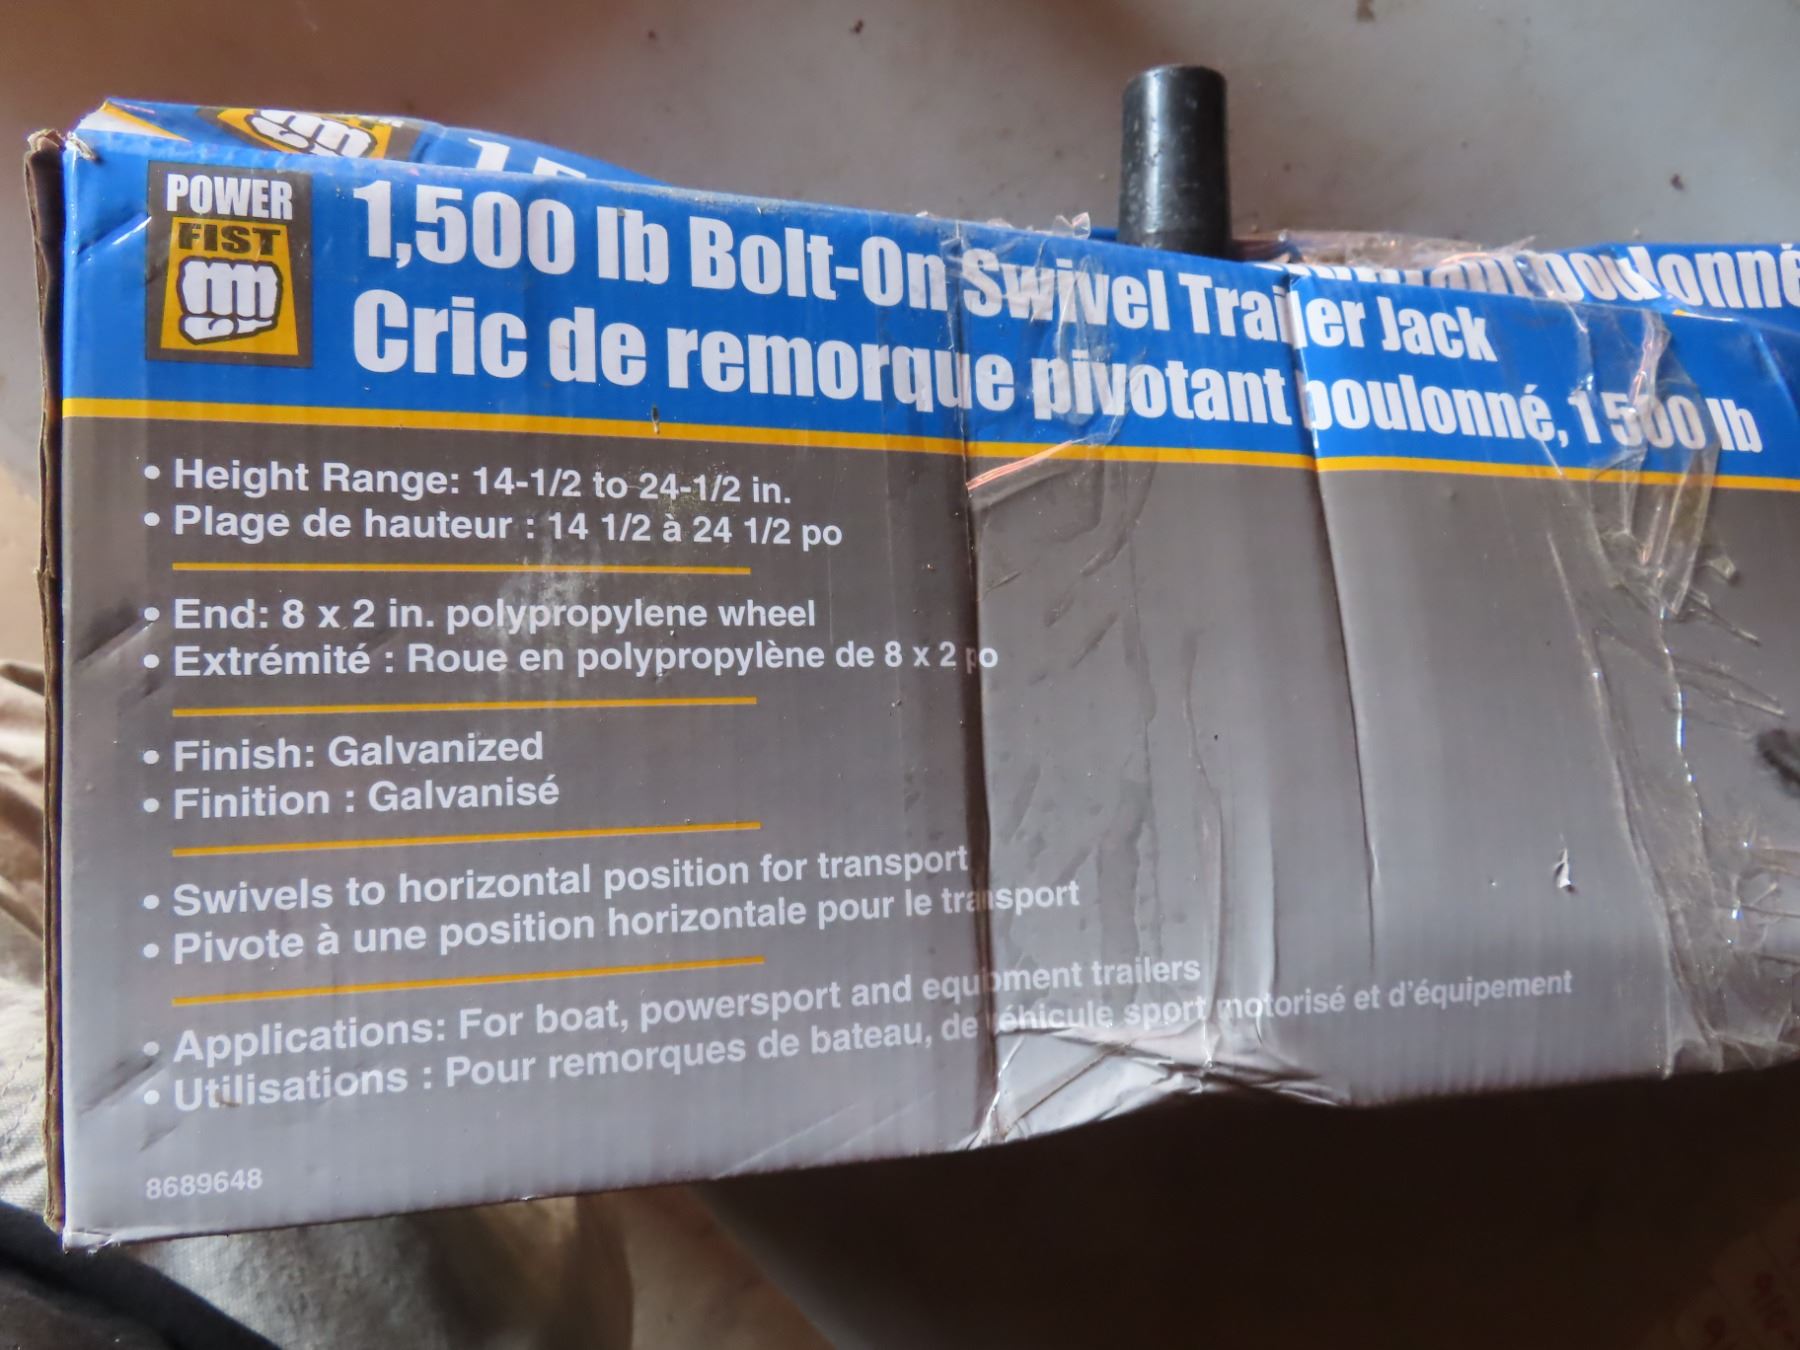 POWER
FIST
1,500 lb Bolt-On Swivel Trailer Jack
Cric de remorque pivotant boulonné, 1 500 lb
• Height Range: 14-1/2 to 24-1/2 in.
• Plage de hauteur : 14 1/2 à 24 1/2 po
• End: 8 x 2 in. polypropylene wheel
• Extrémité : Roue en polypropylène de 8 x 2 po
• Finish: Galvanized
• Finition : Galvanisé
• Swivels to horizontal position for transport
• Pivote à une position horizontale pour le transport
• Applications: For boat, powersport and equipment trailers
• Utilisations : Pour remorques de bateau, de véhicule sport motorisé et d'équipement
8689648